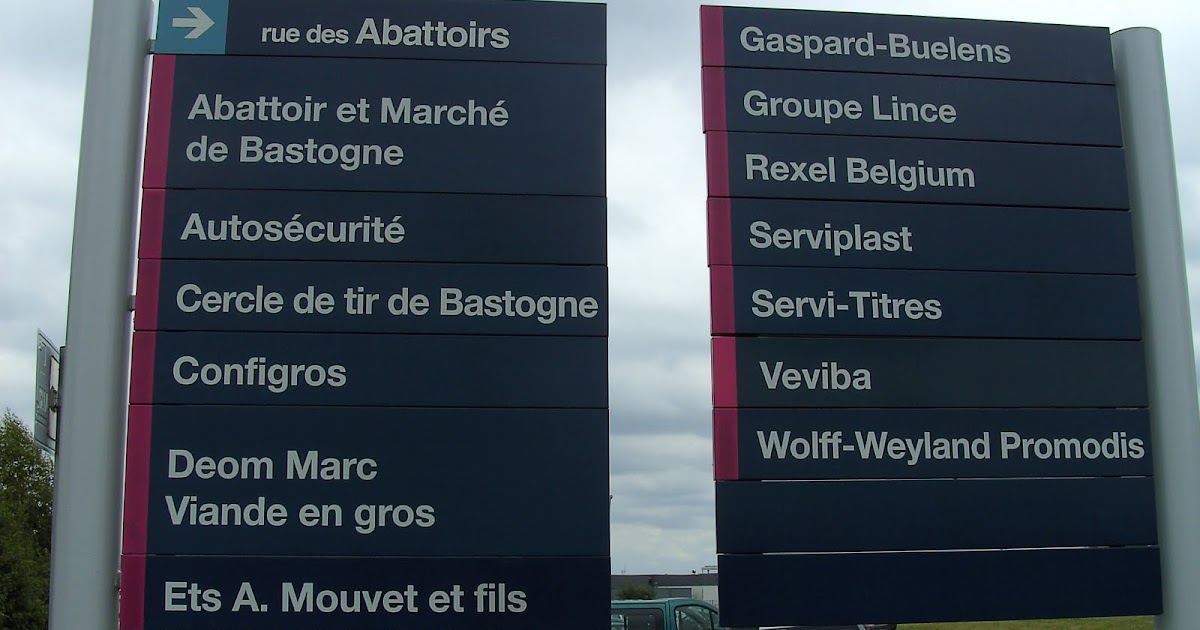 rue des Abattoirs
Abattoir et Marché
de Bastogne
Autosécurité
Cercle de tir de Bastogne
Configros
Deom Marc
Viande en gros
Ets A. Mouvet et fils
Gaspard-Buelens
Groupe Lince
Rexel Belgium
Serviplast
Servi-Titres
Veviba
Wolff-Weyland Promodis